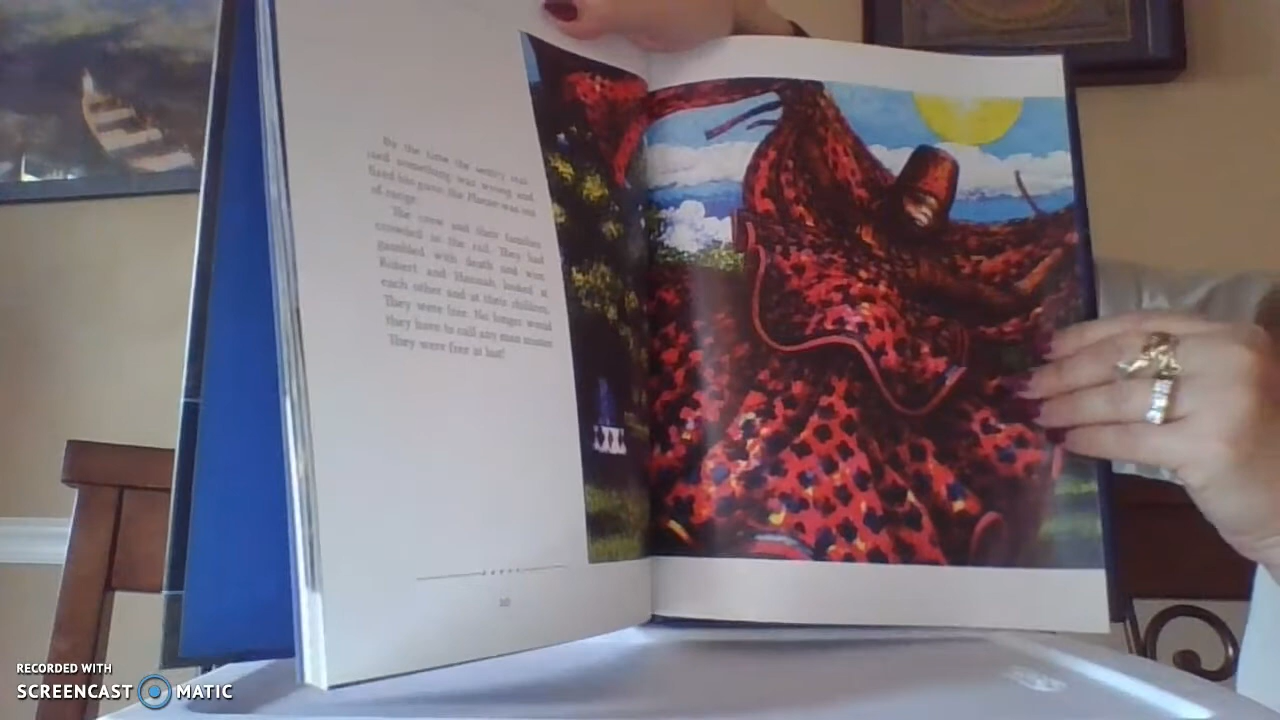 By the time the sentry real-
ized something was wrong and
fired his guns the Planter was out
of range.
The crew and their families
crowded to the rail. They had
gambled with death and won.
Robert and Hannah looked at
each other and at their children.
They were free. No longer would
they have to call any man master.
They were free at last!
RECORDED WITH
SCREENCAST MATIC